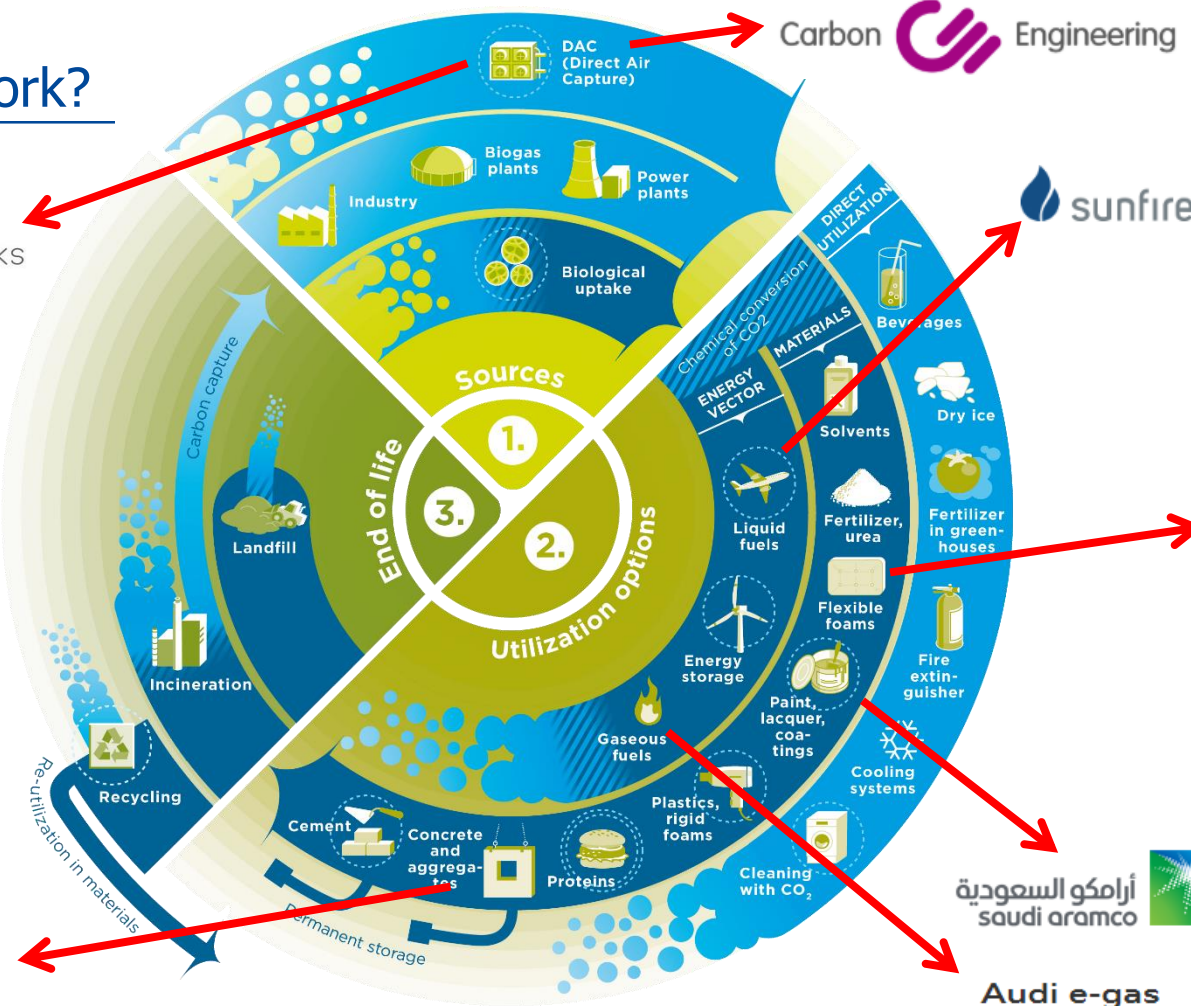 ork?
ks
Carbon Engineering
sunfire
DAC
(Direct Air
Capture)
Biogas
plants
Power
plants
Industry
Biological
uptake
Sources
1.
End of life
3.
2.
Utilization options
DIRECT
UTILIZATION
Chemical conversion
of CO2
MATERIALS
ENERGY
VECTOR
Beverages
Dry ice
Fertilizer
in green-
houses
Fire
extin-
guisher
Cooling
systems
Cleaning
with CO2
Solvents
Fertilizer,
urea
Flexible
foams
Paint,
lacquer,
coa-
tings
Plastics,
rigid
foams
Proteins
Concrete
and
aggrega-
tes
Cement
Permanent storage
Liquid
fuels
Energy
storage
Gaseous
fuels
Carbon capture
Landfill
Incineration
Recycling
Re-utilization in materials
أرامكو السعودية
saudi aramco
Audi e-gas